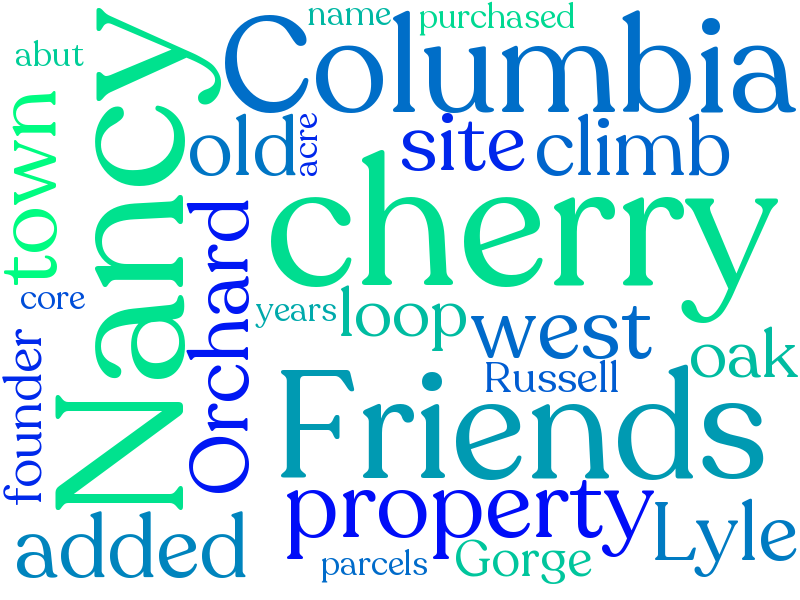 name
purchased
abut
Columbia
Nancy
town
old
acre
site
climb
cherry
Orchard
core
years
loop
west
oak
founder
Russell
Friends
property
added
Lyle
parcels
Gorge